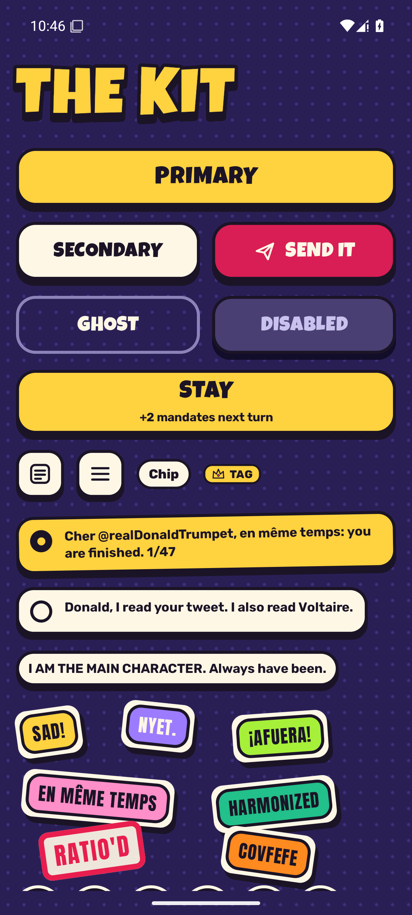 10:46
THE KIT
PRIMARY
SECONDARY
SEND IT
GHOST
DISABLED
STAY
+2 mandates next turn
Chip
TAG
Cher @realDonaldTrumpet, en même temps: you
are finished. 1/47
Donald, I read your tweet. I also read Voltaire.
I AM THE MAIN CHARACTER. Always have been.
SAD!
NYET.
¡AFUERA!
EN MÊME TEMPS
HARMONIZED
RATIO'D
COVFEFE